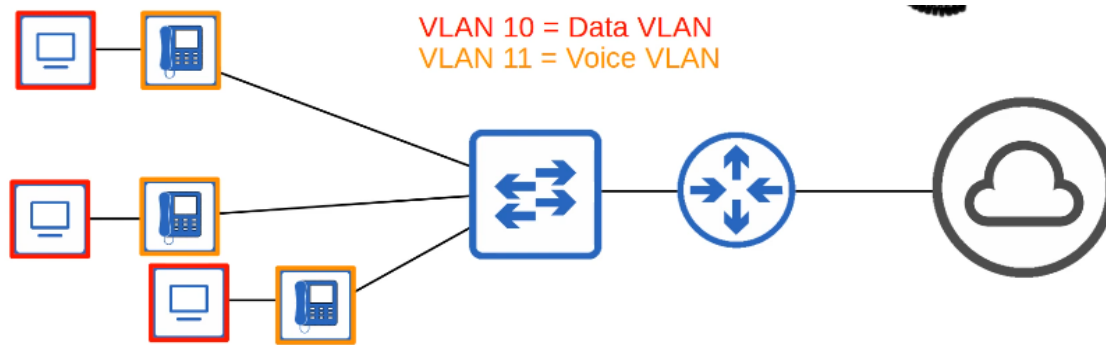 VLAN 10 = Data VLAN
VLAN 11 = Voice VLAN